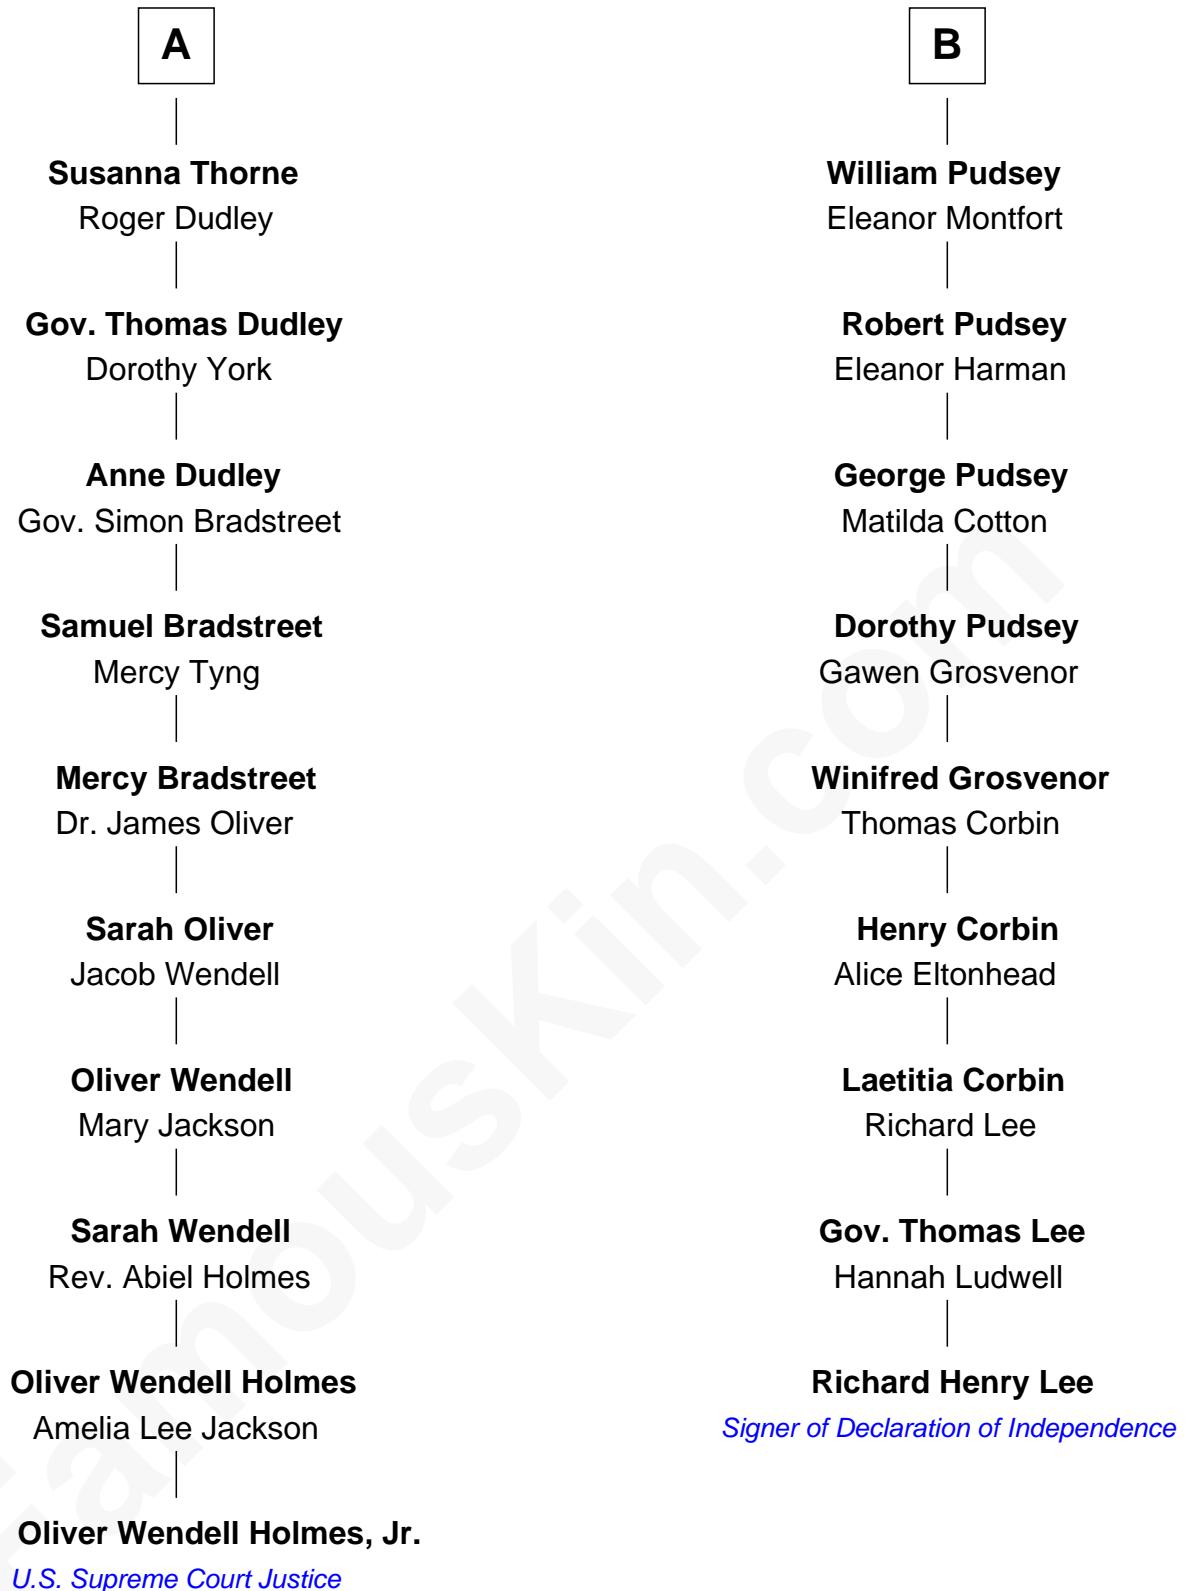 A
Susanna Thorne
Roger Dudley
Gov. Thomas Dudley
Dorothy York
Anne Dudley
Gov. Simon Bradstreet
Samuel Bradstreet
Mercy Tyng
Mercy Bradstreet
Dr. James Oliver
Sarah Oliver
Jacob Wendell
Oliver Wendell
Mary Jackson
Sarah Wendell
Rev. Abiel Holmes
Oliver Wendell Holmes
Amelia Lee Jackson
Oliver Wendell Holmes, Jr.
U.S. Supreme Court Justice
B
William Pudsey
Eleanor Montfort
Robert Pudsey
Eleanor Harman
George Pudsey
Matilda Cotton
Dorothy Pudsey
Gawen Grosvenor
Winifred Grosvenor
Thomas Corbin
Henry Corbin
Alice Eltonhead
Laetitia Corbin
Richard Lee
Gov. Thomas Lee
Hannah Ludwell
Richard Henry Lee
Signer of Declaration of Independence
FamousKin.com